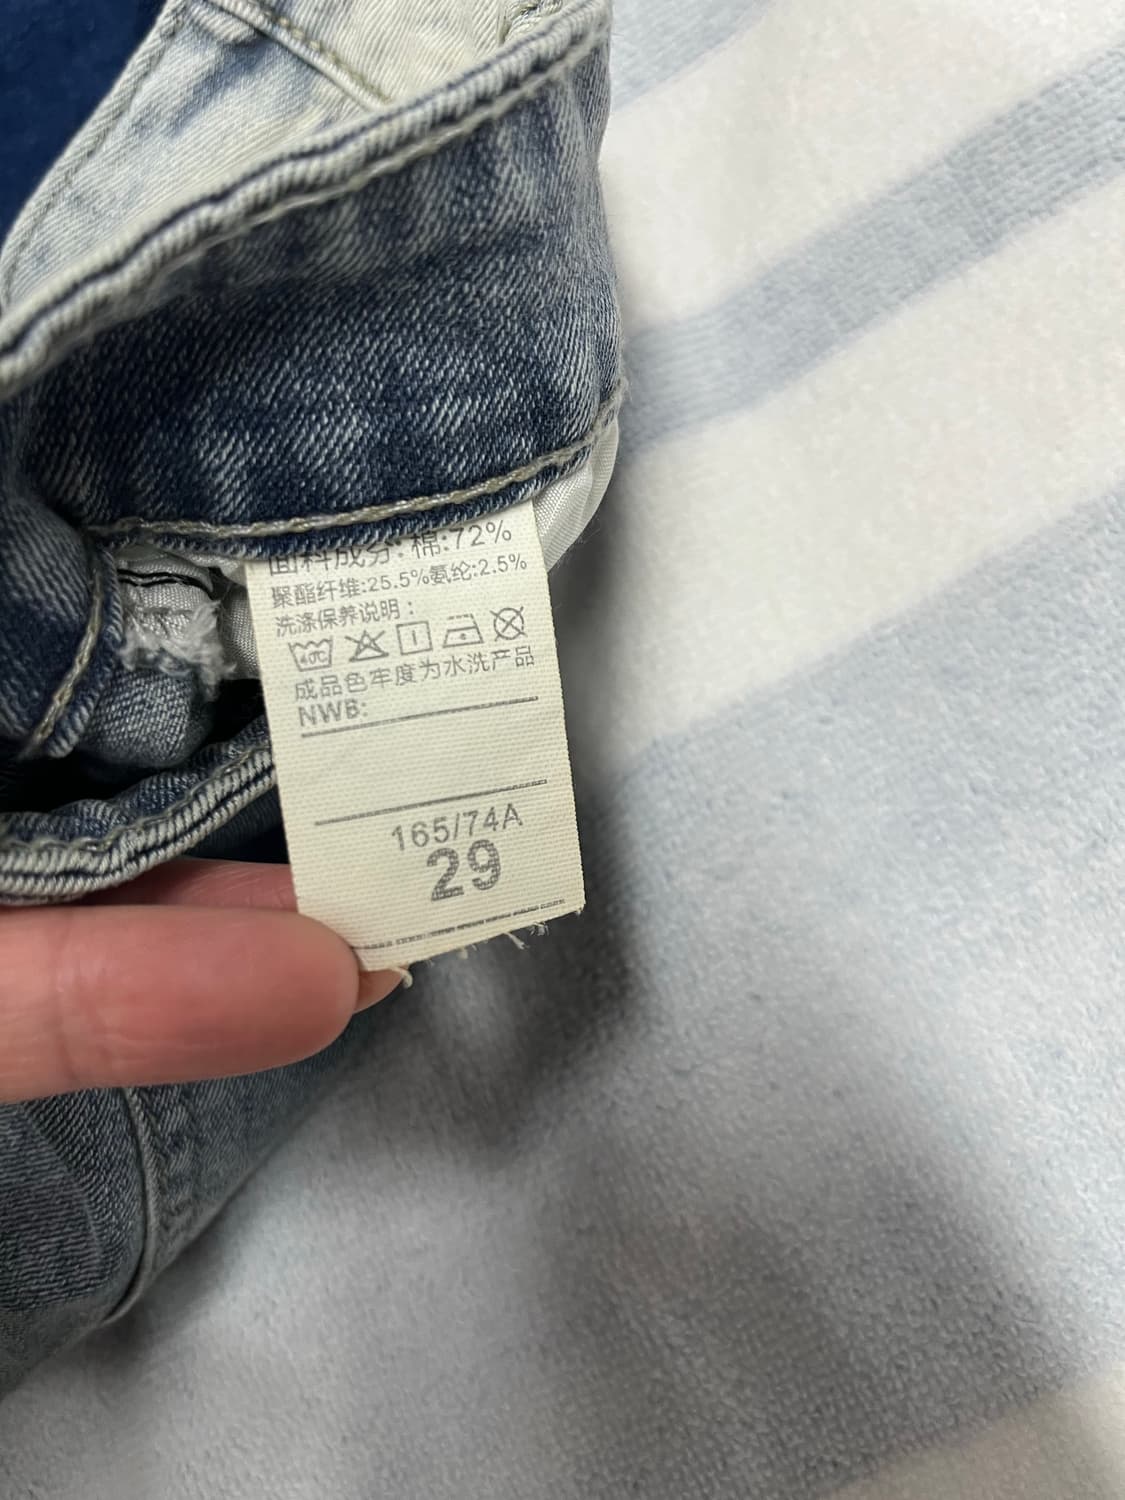 面料成分:棉:72%
聚酯纤维:25.5%氨纶:2.5%
洗涤保养说明:
成品色牢度为水洗产品
NWB:
165/74A
29